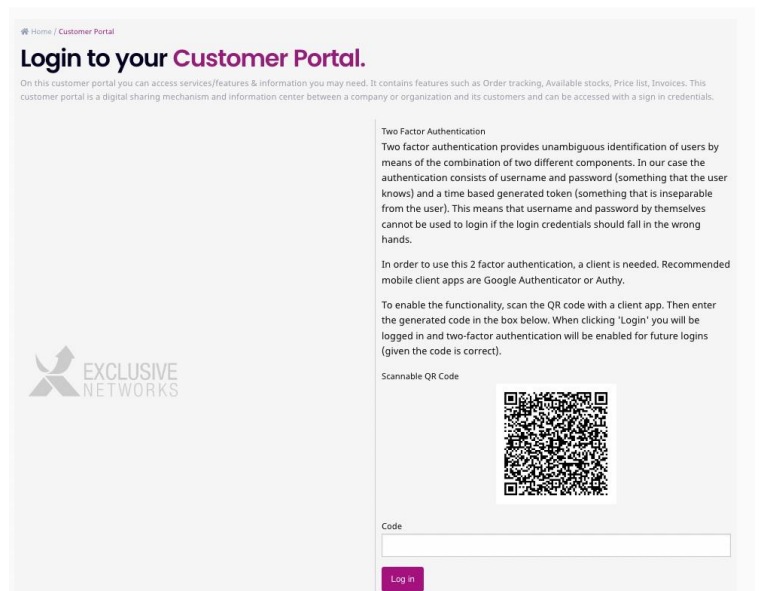 Home / Customer Portal
Login to your Customer Portal.
On this customer portal you can access services/features & information you may need. It contains features such as Order tracking, Available stocks, Price list, Invoices. This
customer portal is a digital sharing mechanism and information center between a company or organization and its customers and can be accessed with a sign in credentials.
EXCLUSIVE
NETWORKS
Two Factor Authentication
Two factor authentication provides unambiguous identification of users by
means of the combination of two different components. In our case the
authentication consists of username and password (something that the user
knows) and a time based generated token (something that is inseparable
from the user). This means that username and password by themselves
cannot be used to login if the login credentials should fall in the wrong
hands.
In order to use this 2 factor authentication, a client is needed. Recommended
mobile client apps are Google Authenticator or Authy.
To enable the functionality, scan the QR code with a client app. Then enter
the generated code in the box below. When clicking 'Login' you will be
logged in and two-factor authentication will be enabled for future logins
(given the code is correct).
Scannable QR Code
Code
Log in